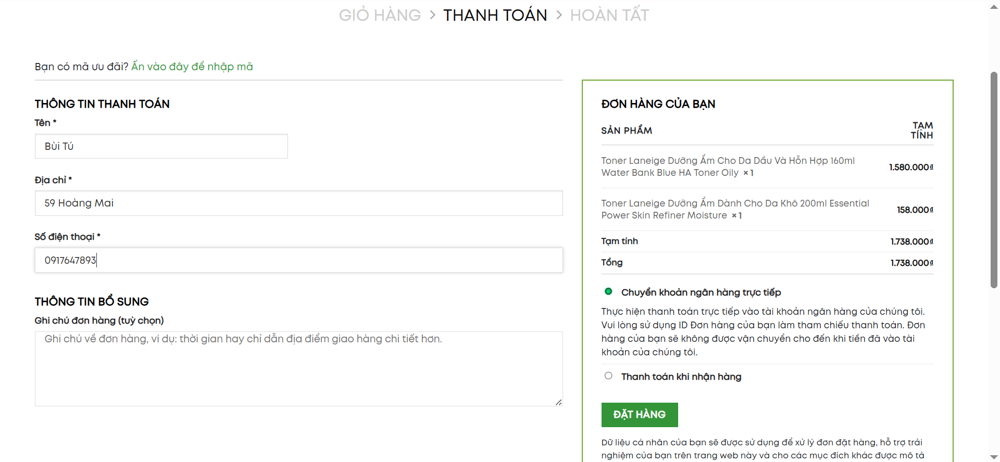 GIỎ HÀNG > THANH TOÁN > HOÀN TẤT
Bạn có mã ưu đãi? Ấn vào đây để nhập mã
THÔNG TIN THANH TOÁN
Tên *
Bùi Tú
Địa chỉ *
59 Hoàng Mai
Số điện thoại *
0917647893
THÔNG TIN BỔ SUNG
Ghi chú đơn hàng (tuỳ chọn)
Ghi chú về đơn hàng, ví dụ: thời gian hay chỉ dẫn địa điểm giao hàng chi tiết hơn.
ĐƠN HÀNG CỦA BẠN
SẢN PHẨM
TẠM
TÍNH
Toner Laneige Dưỡng Ẩm Cho Da Dầu Và Hỗn Hợp 160ml
Water Bank Blue HA Toner Oily × 1
1.580.000₫
Toner Laneige Dưỡng Ẩm Dành Cho Da Khô 200ml Essential
Power Skin Refiner Moisture × 1
158.000₫
Tạm tính 1.738.000₫
Tổng 1.738.000₫
Chuyển khoản ngân hàng trực tiếp
Thực hiện thanh toán trực tiếp vào tài khoản ngân hàng của chúng tôi.
Vui lòng sử dụng ID Đơn hàng của bạn làm tham chiếu thanh toán. Đơn
hàng của bạn sẽ không được vận chuyển cho đến khi tiền đã vào tài
khoản của chúng tôi.
Thanh toán khi nhận hàng
ĐẶT HÀNG
Dữ liệu cá nhân của bạn sẽ được sử dụng để xử lý đơn đặt hàng, hỗ trợ trải
nghiệm của bạn trên trang web này và cho các mục đích khác được mô tả